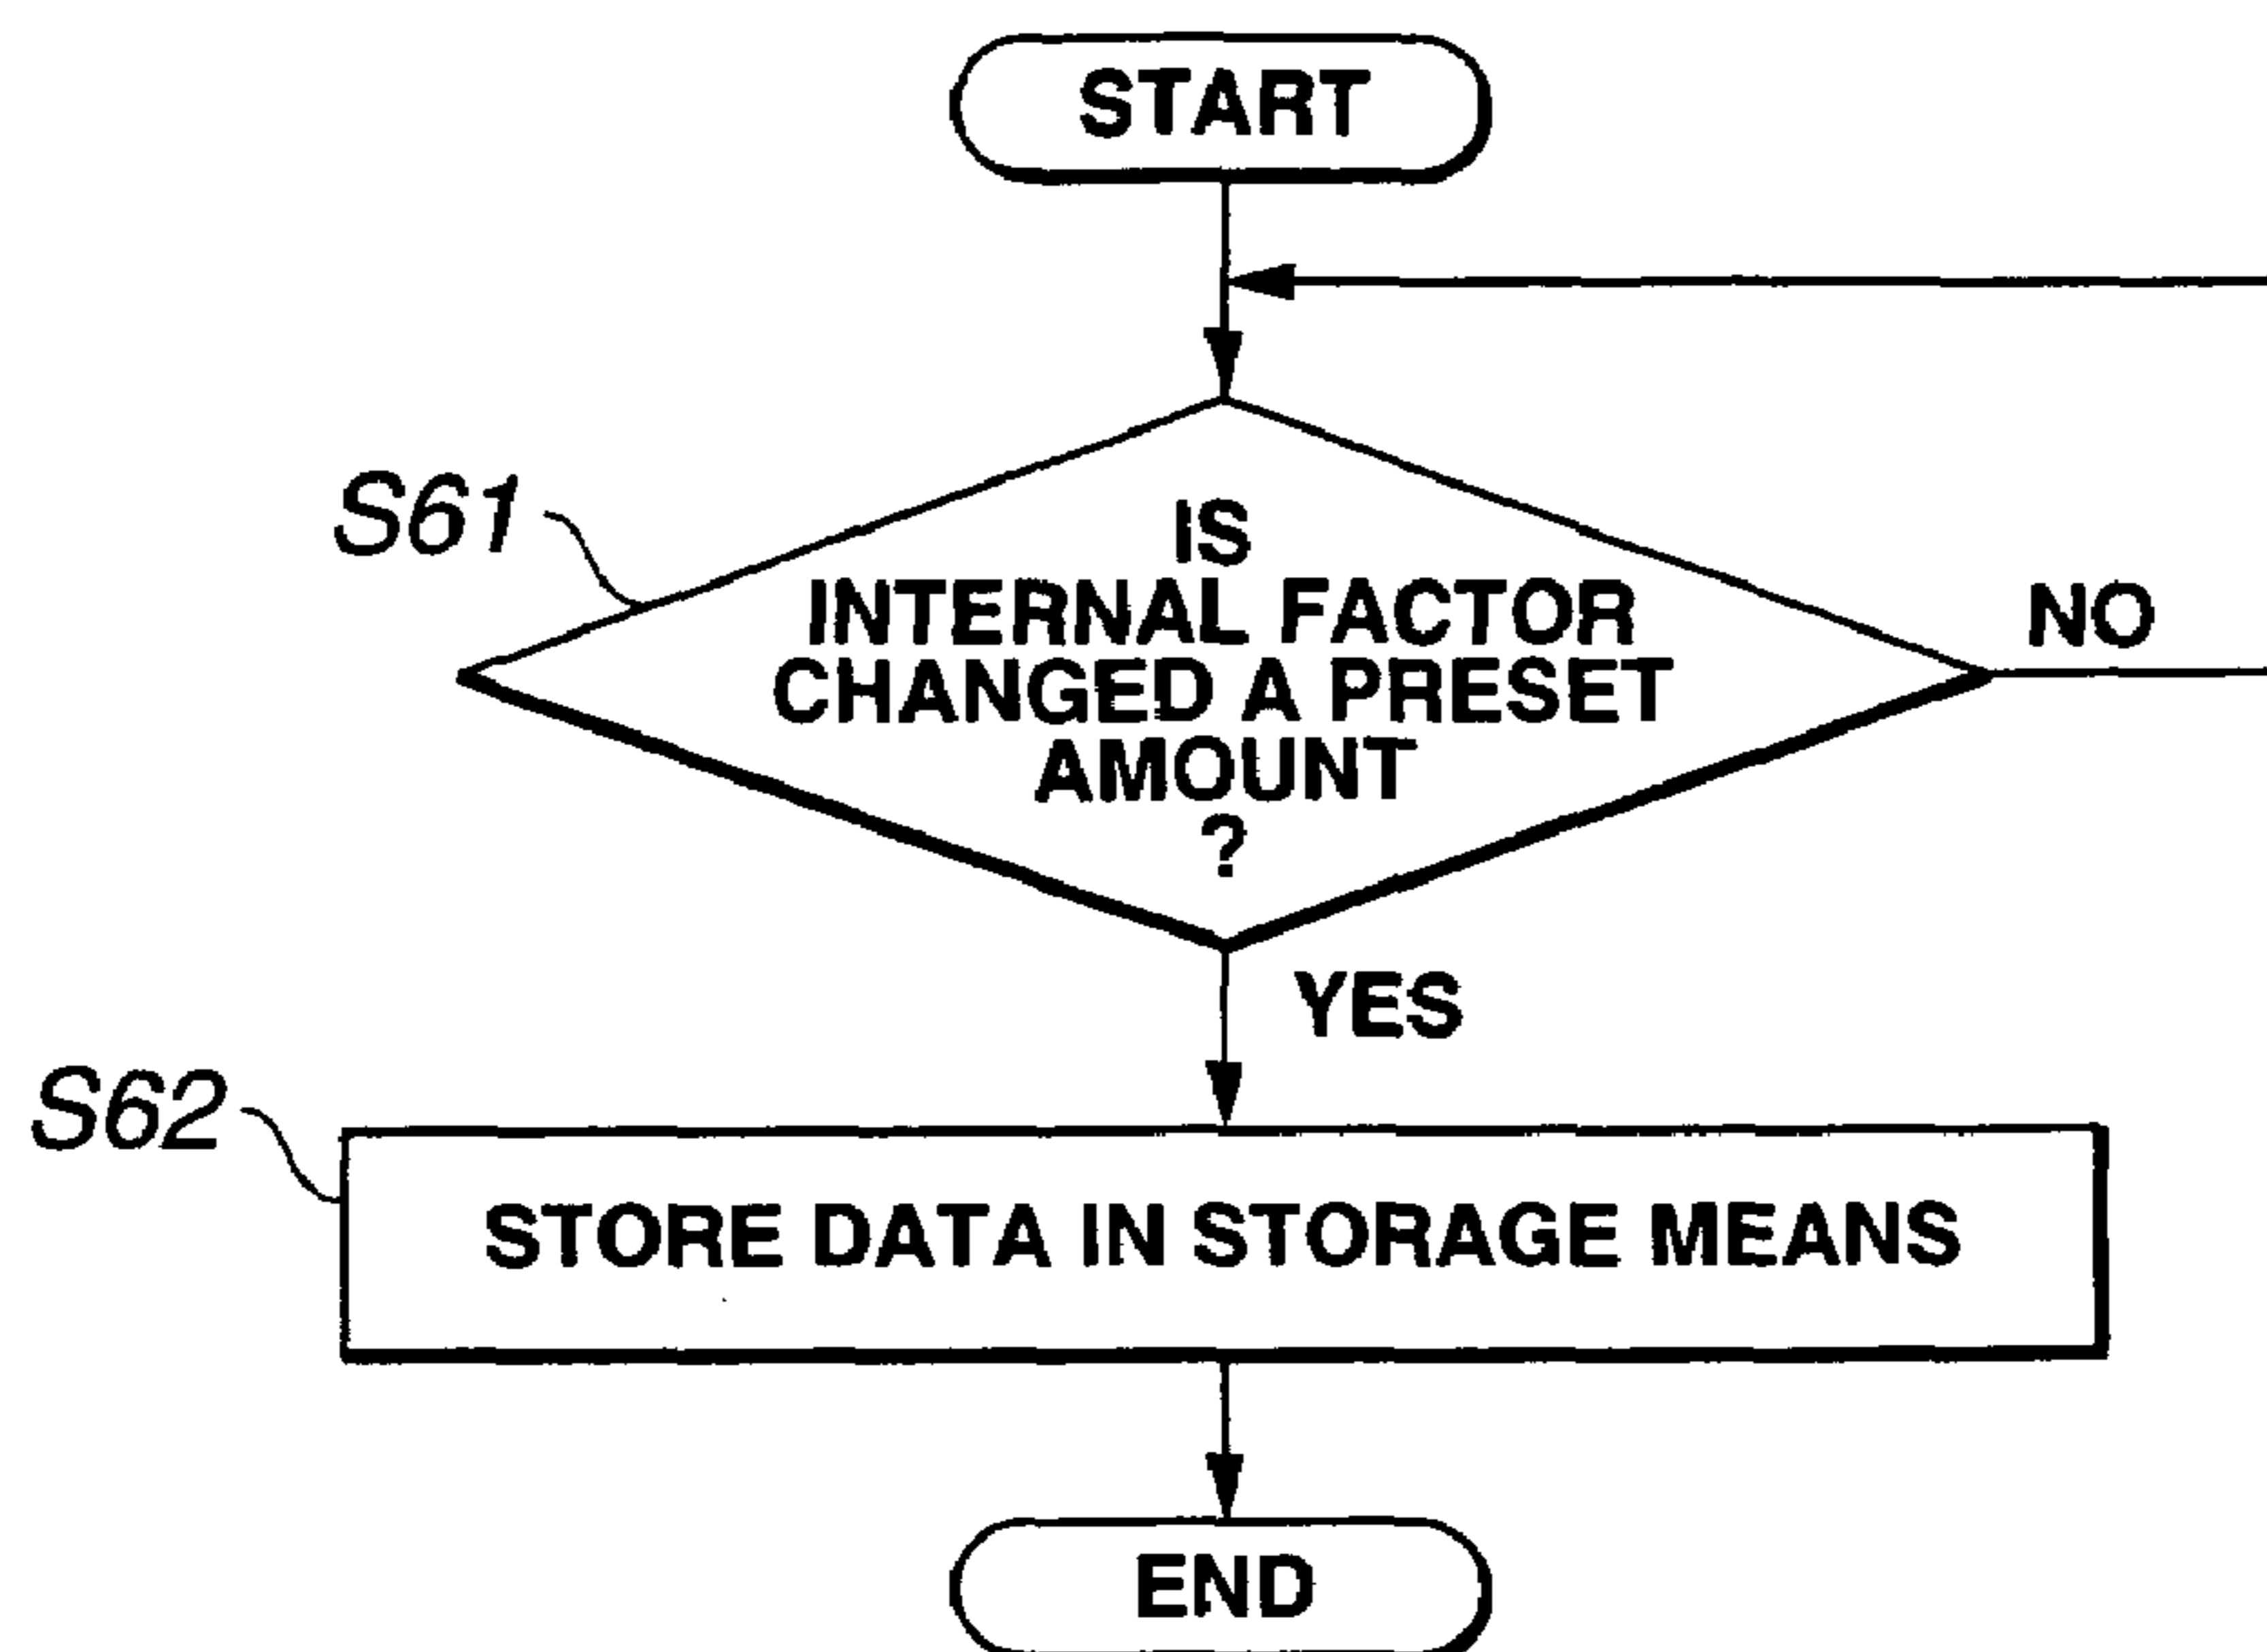 START
S61
IS
INTERNAL FACTOR
CHANGED A PRESET
AMOUNT
?
NO
YES
S62
STORE DATA IN STORAGE MEANS
END